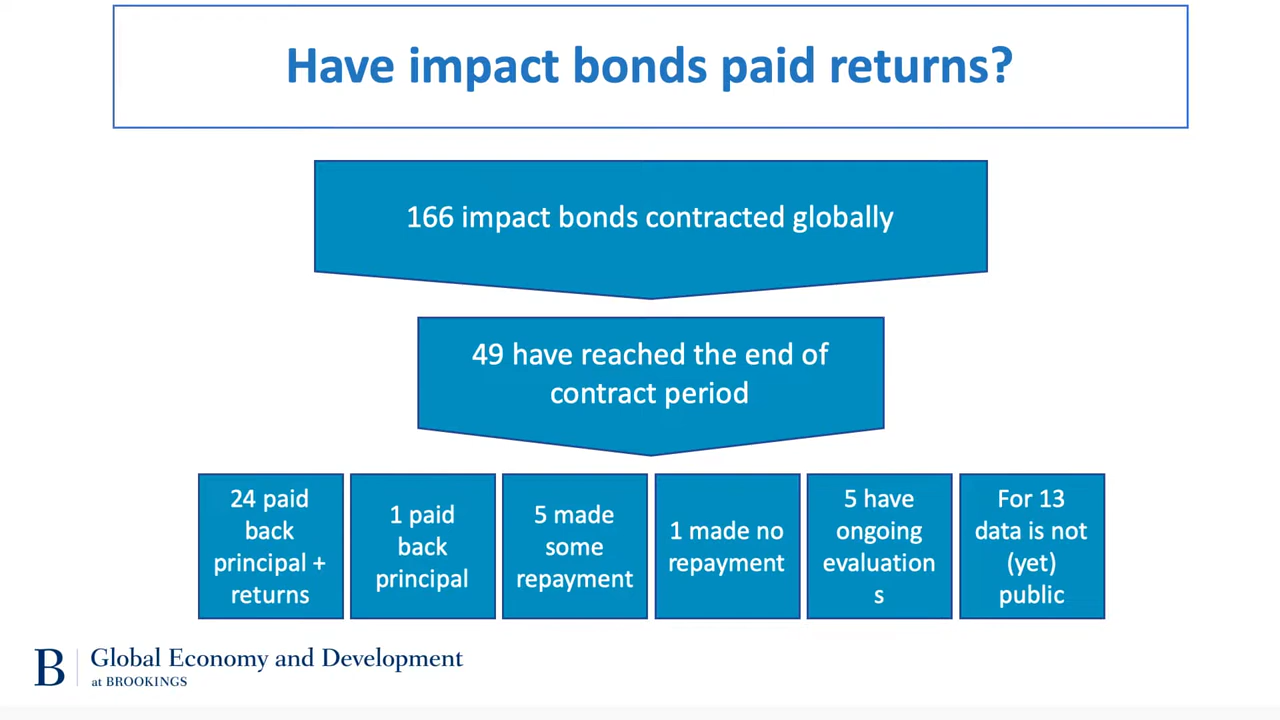 Have impact bonds paid returns?
166 impact bonds contracted globally
49 have reached the end of
contract period
24 paid
back
principal +
returns
1 paid
back
principal
5 made
some
repayment
1 made no
repayment
5 have
ongoing
evaluation
s
For 13
data is not
(yet)
public
B
Global Economy and Development
at BROOKINGS